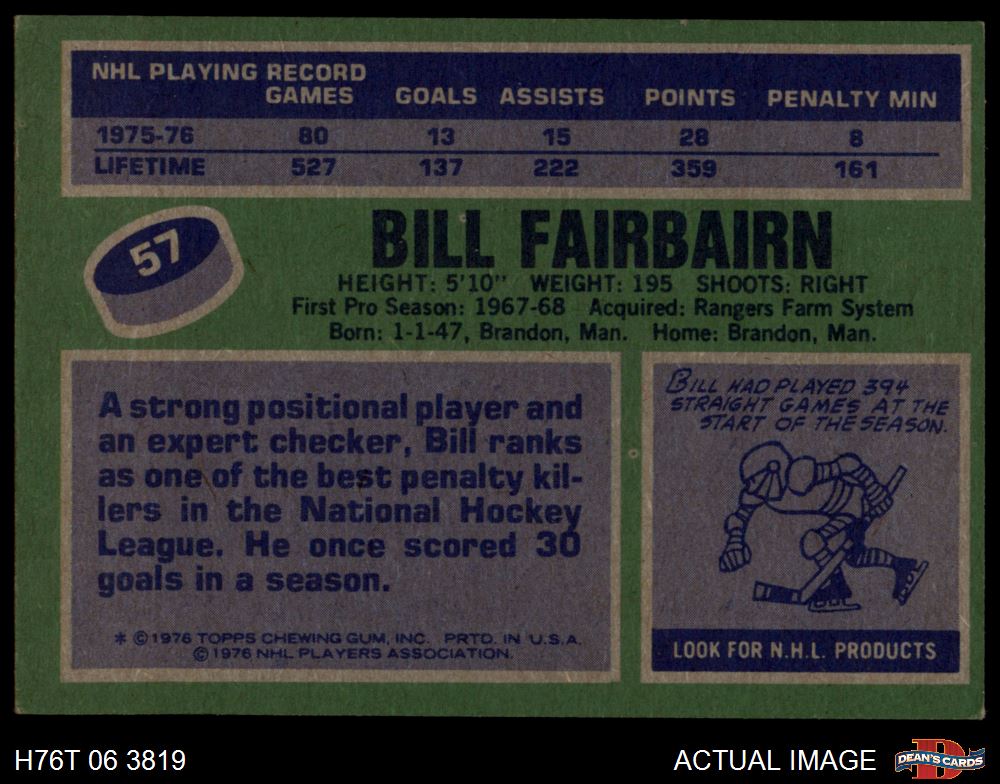 NHL PLAYING RECORD
GAMES GOALS ASSISTS POINTS PENALTY MIN
1975-76 80 13 15 28 8
LIFETIME 527 137 222 359 161
57
BILL FAIRBAIRN
HEIGHT: 5'10" WEIGHT: 195 SHOOTS: RIGHT
First Pro Season: 1967-68 Acquired: Rangers Farm System
Born: 1-1-47, Brandon, Man. Home: Brandon, Man.
A strong positional player and
an expert checker, Bill ranks
as one of the best penalty kil-
lers in the National Hockey
League. He once scored 30
goals in a season.
* ©1976 TOPPS CHEWING GUM, INC. PRTD. IN U.S.A.
©1976 NHL PLAYERS ASSOCIATION.
BILL HAD PLAYED 394
STRAIGHT GAMES AT THE
START OF THE SEASON.
LOOK FOR N.H.L. PRODUCTS
H76T 06 3819 ACTUAL IMAGE
D
DEAN'S CARDS